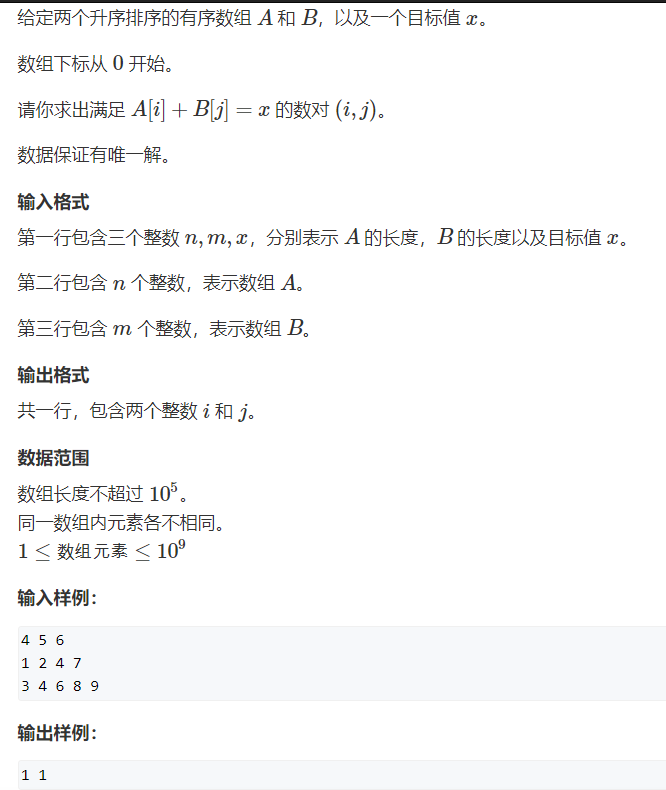 给定两个升序排序的有序数组 A 和 B，以及一个目标值 x。
数组下标从 0 开始。
请你求出满足 A[i] + B[j] = x 的数对 (i, j)。
数据保证有唯一解。
输入格式
第一行包含三个整数 n, m, x，分别表示 A 的长度，B 的长度以及目标值 x。
第二行包含 n 个整数，表示数组 A。
第三行包含 m 个整数，表示数组 B。
输出格式
共一行，包含两个整数 i 和 j。
数据范围
数组长度不超过 10⁵。
同一数组内元素各不相同。
1 ≤ 数组元素 ≤ 10⁹
输入样例：
4 5 6
1 2 4 7
3 4 6 8 9
输出样例：
1 1